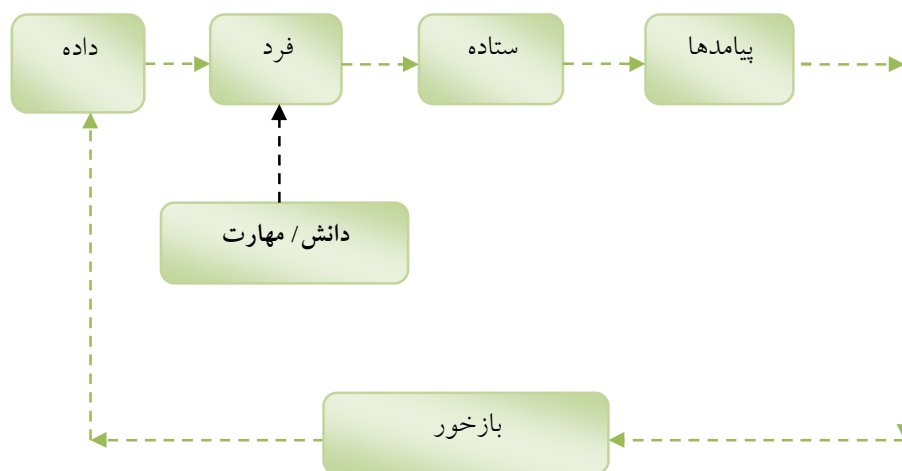 داده
فرد
ستاده
پیامدها
دانش/ مهارت
بازخور